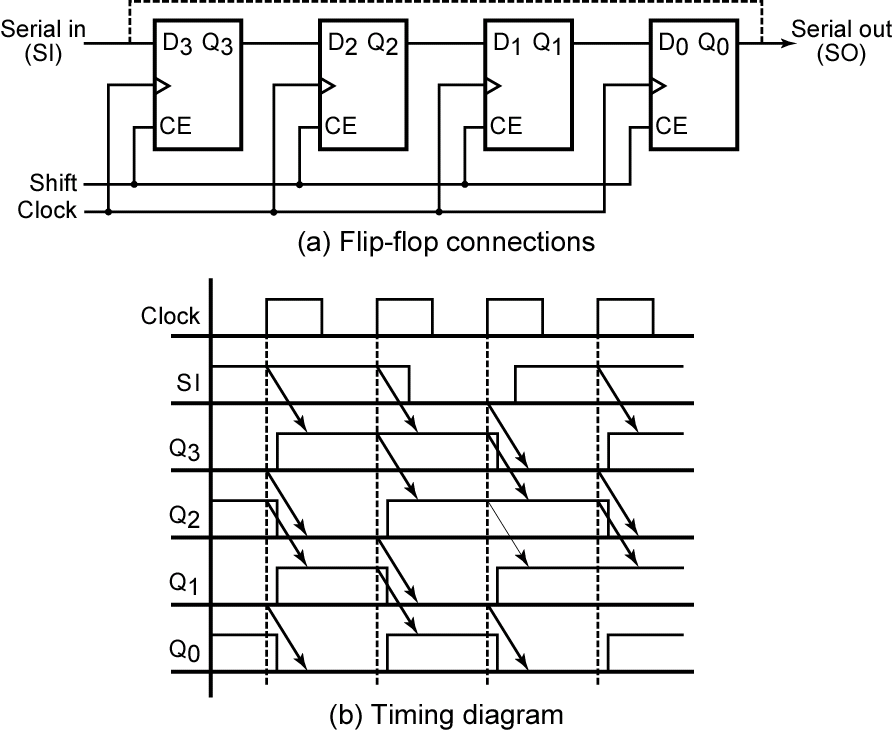 Serial in
(SI)
D3 Q3
D2 Q2
D1 Q1
D0 Q0
Serial out
(SO)
CE
CE
CE
CE
Shift
Clock
(a) Flip-flop connections
Clock
SI
Q3
Q2
Q1
Q0
(b) Timing diagram